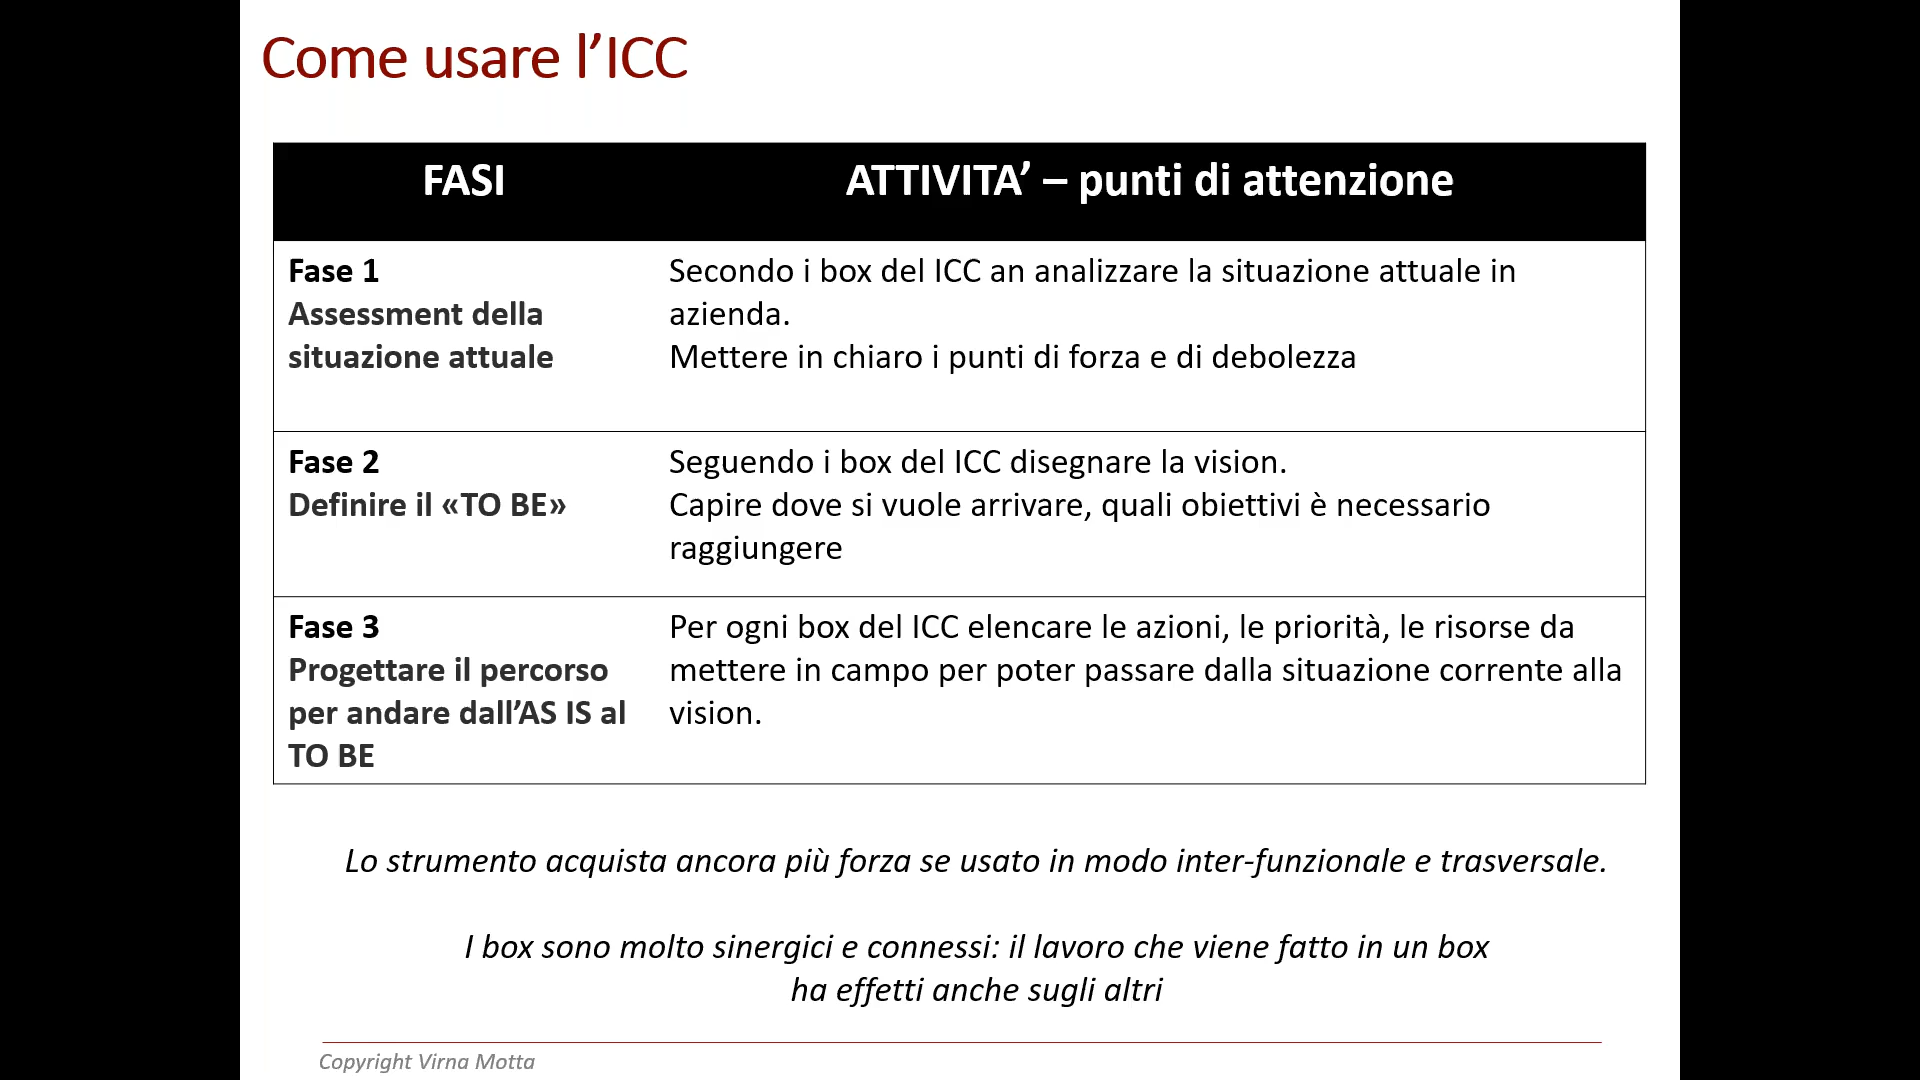 Come usare l’ICC
FASI
ATTIVITA’ – punti di attenzione
Fase 1
Assessment della
situazione attuale
Secondo i box del ICC an analizzare la situazione attuale in
azienda.
Mettere in chiaro i punti di forza e di debolezza
Fase 2
Definire il «TO BE»
Seguendo i box del ICC disegnare la vision.
Capire dove si vuole arrivare, quali obiettivi è necessario
raggiungere
Fase 3
Progettare il percorso
per andare dall’AS IS al
TO BE
Per ogni box del ICC elencare le azioni, le priorità, le risorse da
mettere in campo per poter passare dalla situazione corrente alla
vision.
Lo strumento acquista ancora più forza se usato in modo inter-funzionale e trasversale.
I box sono molto sinergici e connessi: il lavoro che viene fatto in un box
ha effetti anche sugli altri
Copyright Virna Motta